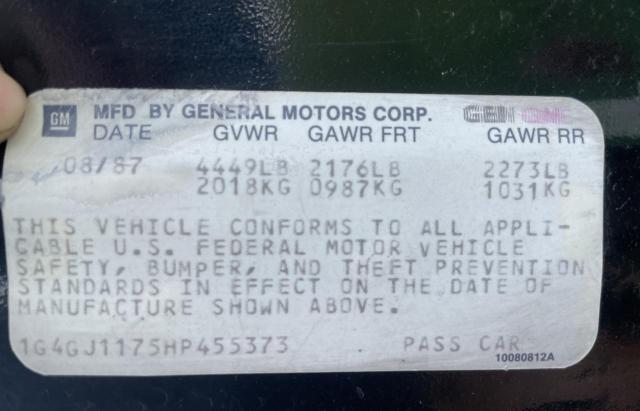 GM MFD BY GENERAL MOTORS CORP.
DATE GVWR GAWR FRT GAWR RR
08/87 4449LB 2176LB 2273LB
2018KG 0987KG 1031KG
THIS VEHICLE CONFORMS TO ALL APPLI-
CABLE U.S. FEDERAL MOTOR VEHICLE
SAFETY, BUMPER, AND THEFT PREVENTION
STANDARDS IN EFFECT ON THE DATE OF
MANUFACTURE SHOWN ABOVE.
1G4GJ1175HP455373 PASS CAR
10080812A